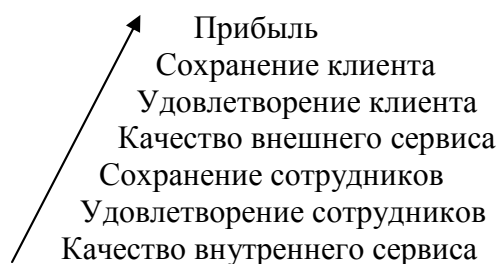 Прибыль
Сохранение клиента
Удовлетворение клиента
Качество внешнего сервиса
Сохранение сотрудников
Удовлетворение сотрудников
Качество внутреннего сервиса